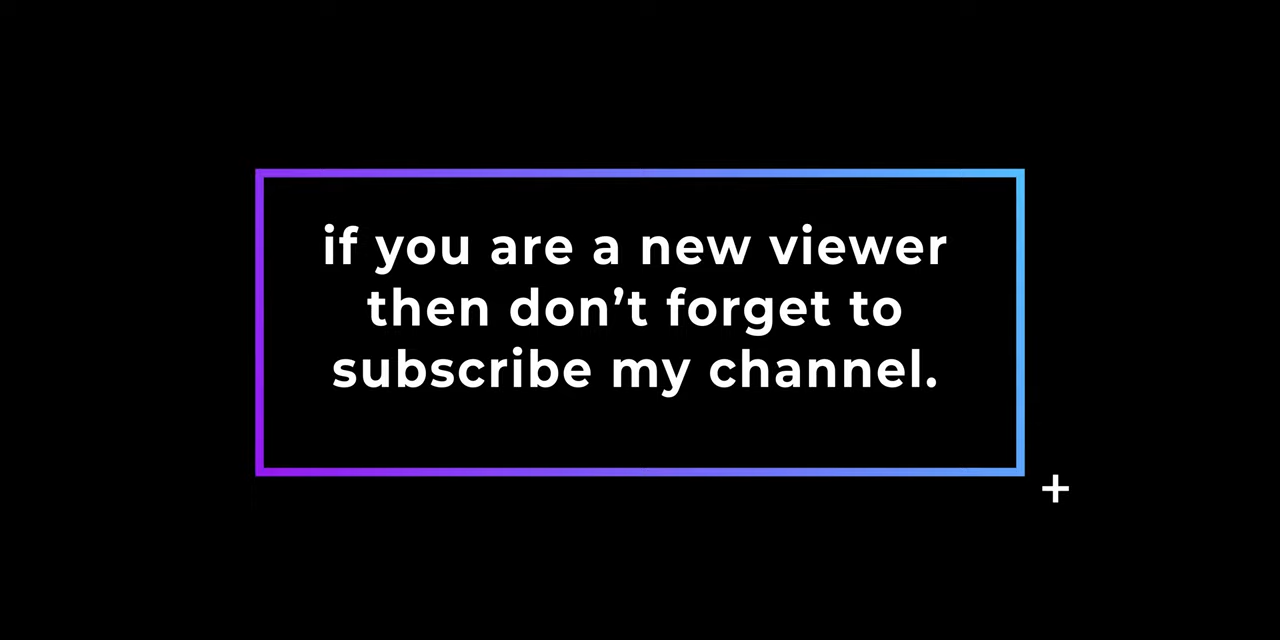 if you are a new viewer
then don’t forget to
subscribe my channel.